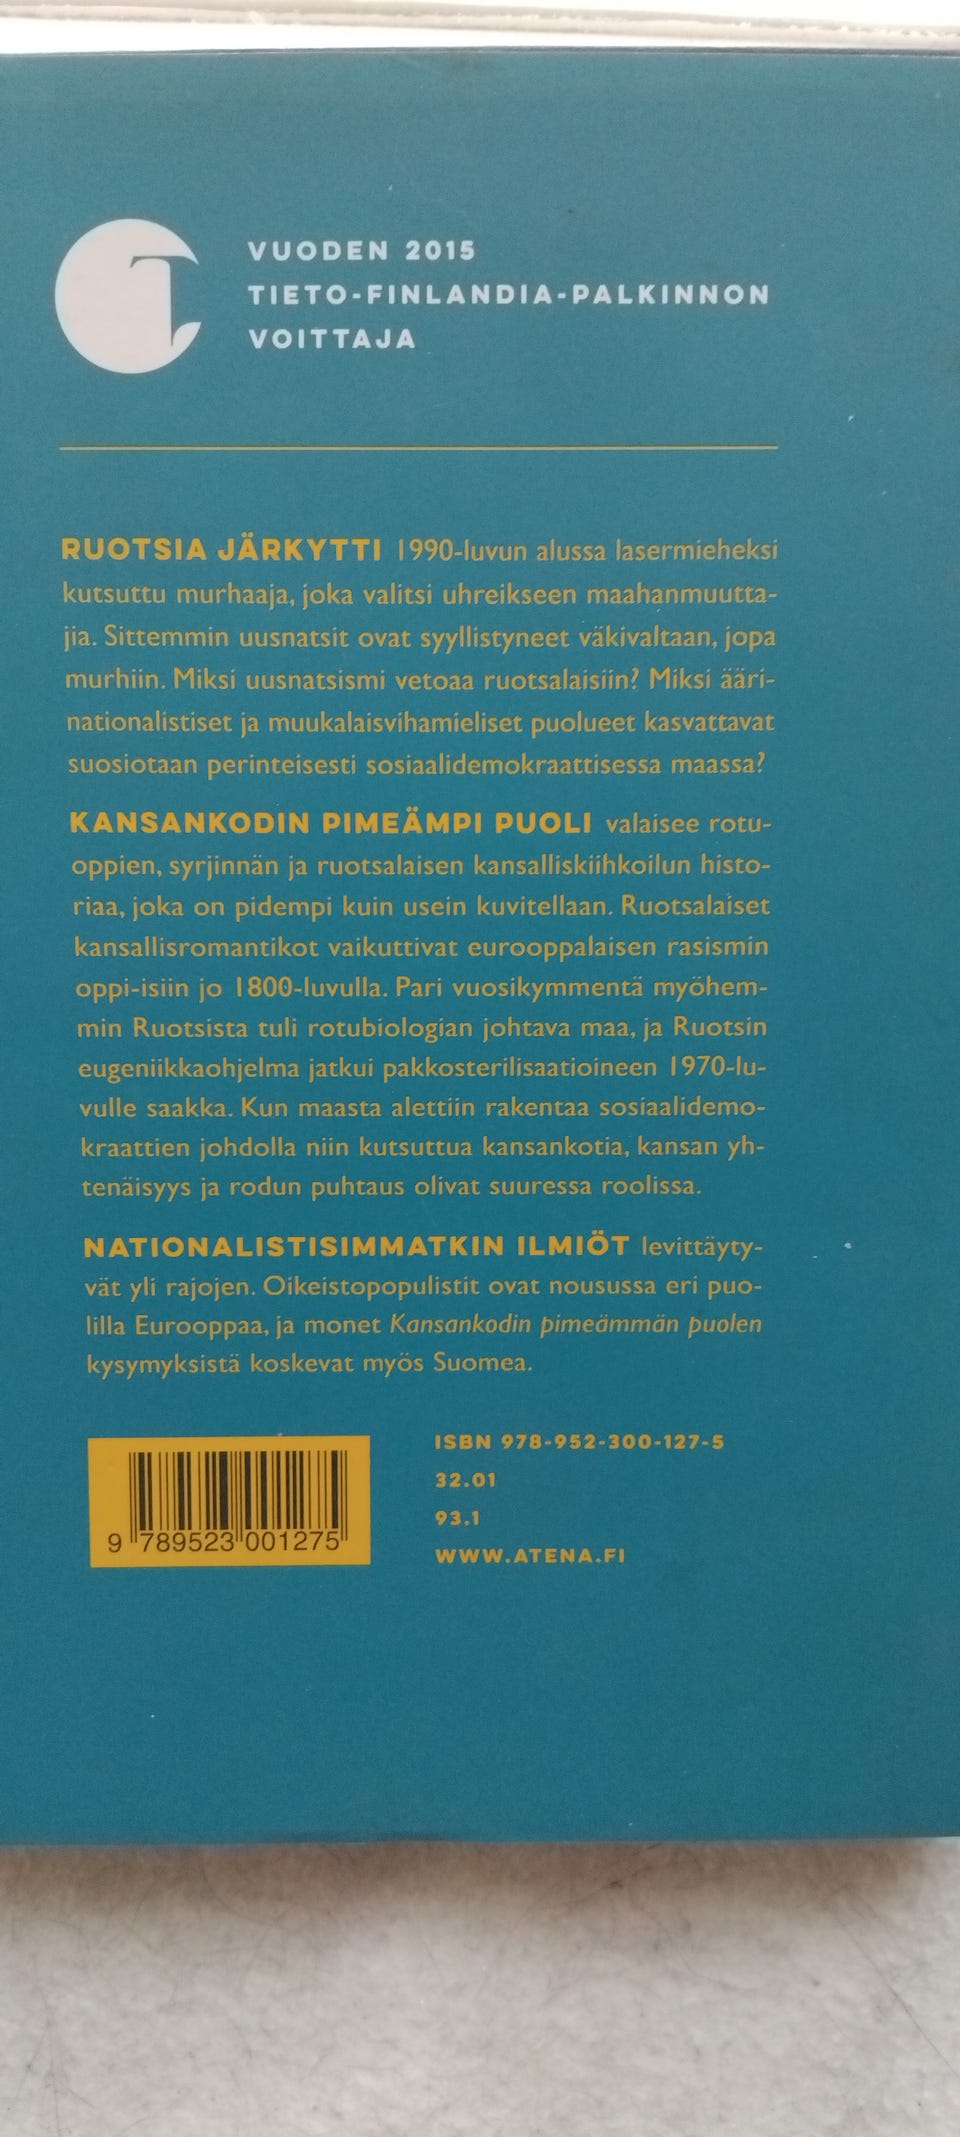 VUODEN 2015
TIETO-FINLANDIA-PALKINNON
VOITTAJA
RUOTSIA JÄRKYTTI 1990-luvun alussa lasermieheksi
kutsuttu murhaaja, joka valitsi uhreikseen maahanmuutta-
jia. Sittemmin uusnatsit ovat syyllistyneet väkivaltaan, jopa
murhiin. Miksi uusnatsismi vetoaa ruotsalaisiin? Miksi ääri-
nationalistiset ja muukalaisvihamieliset puolueet kasvattavat
suosiotaan perinteisesti sosiaalidemokraattisessa maassa?
KANSANKODIN PIMEÄMPI PUOLI valaisee rotu-
oppien, syrjinnän ja ruotsalaisen kansalliskiihkoilun histo-
riaa, joka on pidempi kuin usein kuvitellaan. Ruotsalaiset
kansallisromantikot vaikuttivat eurooppalaisen rasismin
oppi-isiin jo 1800-luvulla. Pari vuosikymmentä myöhem-
min Ruotsista tuli rotubiologian johtava maa, ja Ruotsin
eugeniikkaohjelma jatkui pakkosterilisaatioineen 1970-lu-
vulle saakka. Kun maasta alettiin rakentaa sosiaalidemo-
kraattien johdolla niin kutsuttua kansankotia, kansan yh-
tenäisyys ja rodun puhtaus olivat suuressa roolissa.
NATIONALISTISIMMATKIN ILMIÖT levittäyty-
vät yli rajojen. Oikeistopopulistit ovat nousussa eri puo-
lilla Eurooppaa, ja monet Kansankodin pimeämmän puolen
kysymyksistä koskevat myös Suomea.
ISBN 978-952-300-127-5
32.01
93.1
WWW.ATENA.FI
9 789523 001275